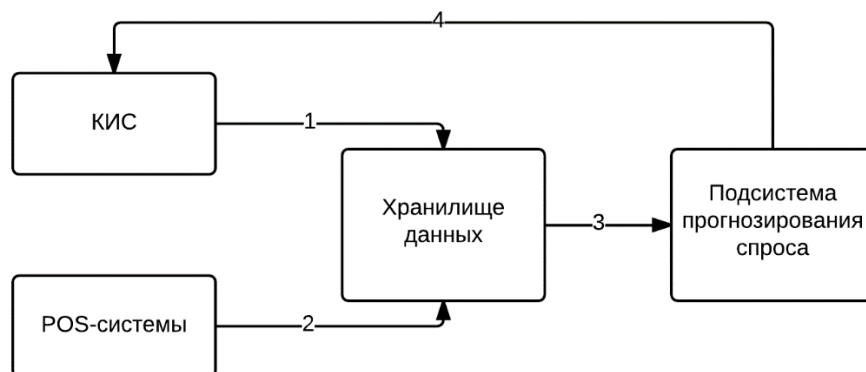 4
КИС
1
Хранилище
данных
3
Подсистема
прогнозирования
спроса
POS-системы
2